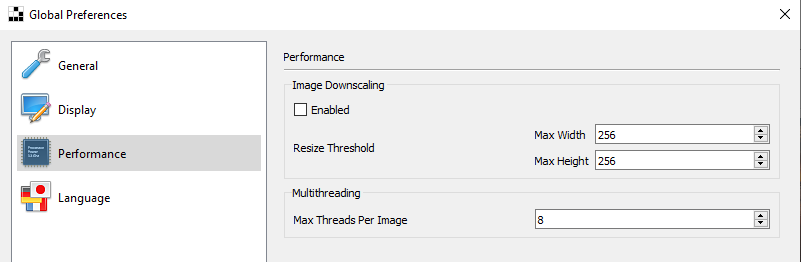 Global Preferences
General
Display
Performance
Language
Performance
Image Downscaling
Enabled
Resize Threshold
Max Width 256
Max Height 256
Multithreading
Max Threads Per Image 8